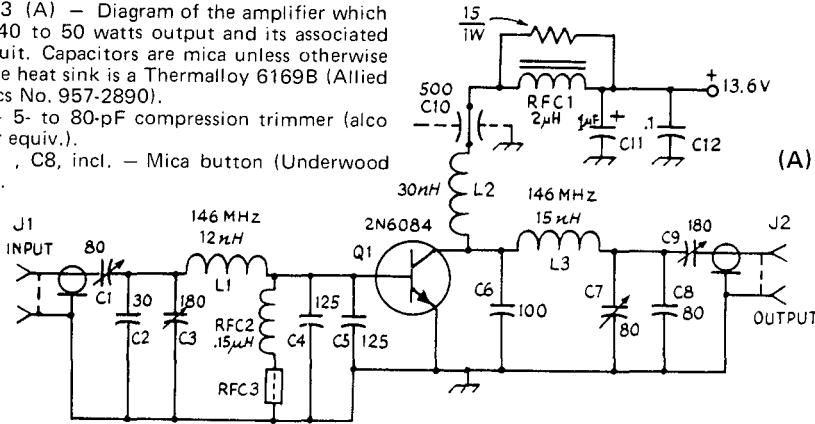 3 (A) — Diagram of the amplifier which
40 to 50 watts output and its associated
uit. Capacitors are mica unless otherwise
e heat sink is a Thermalloy 6169B (Allied
cs No. 957-2890).
- 5- to 80-pF compression trimmer (alco
equiv.).
, C8, incl. — Mica button (Underwood
.
15
1W
500
C10
RFC1
2µH
1µF +
C11
.1
C12
+
13.6V
(A)
30nH
L2
J1
INPUT
80
C1
146 MHz
12nH
L1
30
C2
180
C3
RFC2
.15µH
RFC3
125
C4
C5
125
2N6084
Q1
146 MHz
15nH
L3
C6
100
C7
80
C8
80
C9
180
J2
OUTPUT